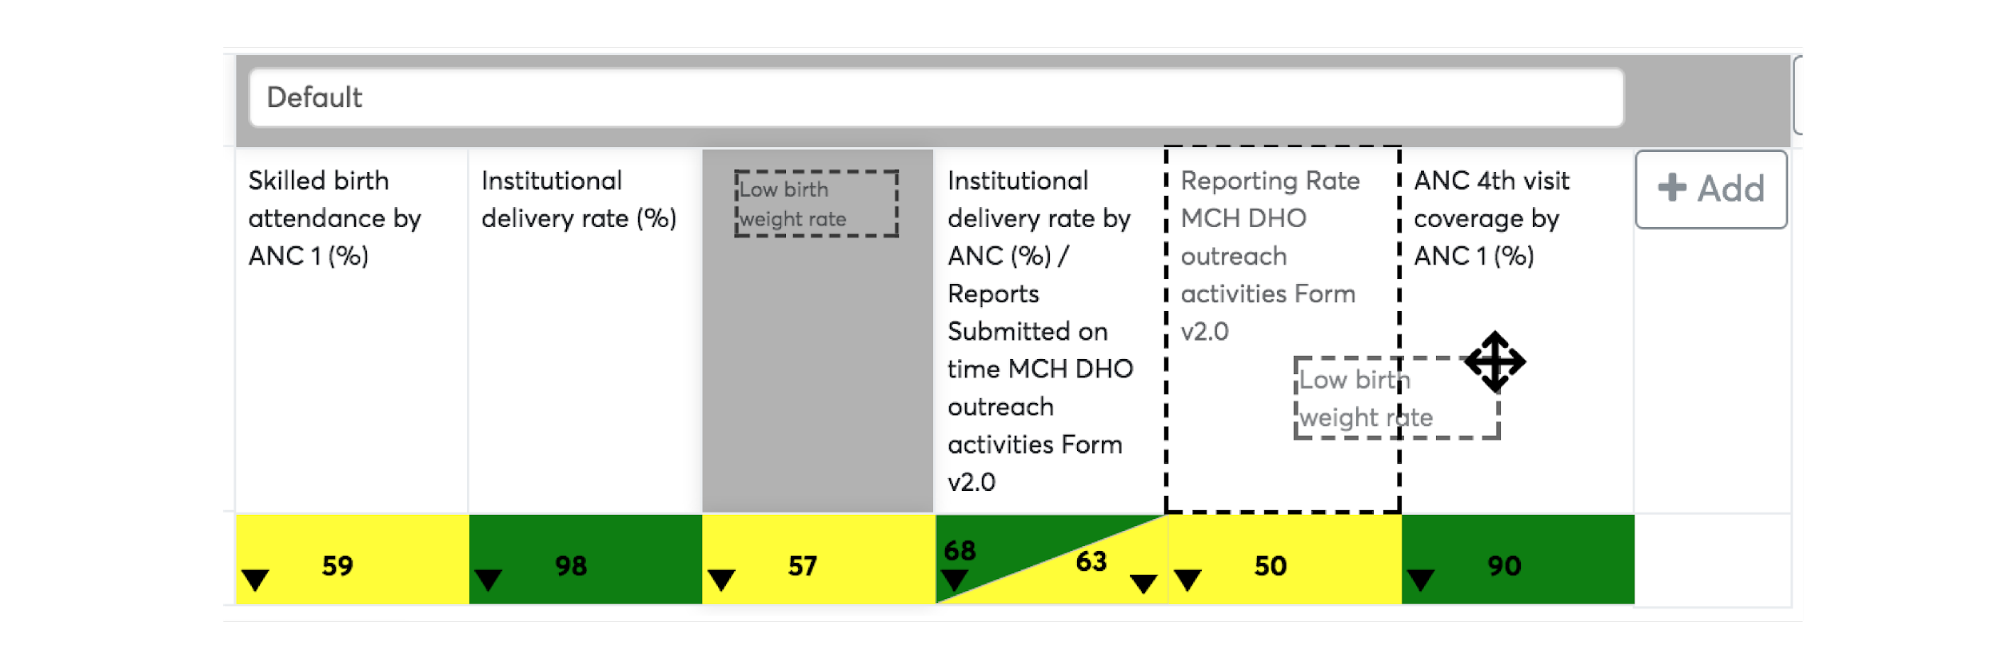 Default
Skilled birth
attendance by
ANC 1 (%)
Institutional
delivery rate (%)
Low birth
weight rate
Institutional
delivery rate by
ANC (%) /
Reports
Submitted on
time MCH DHO
outreach
activities Form
v2.0
Reporting Rate
MCH DHO
outreach
activities Form
v2.0
Low birth
weight rate
ANC 4th visit
coverage by
ANC 1 (%)
+ Add
59
98
57
68
63
50
90